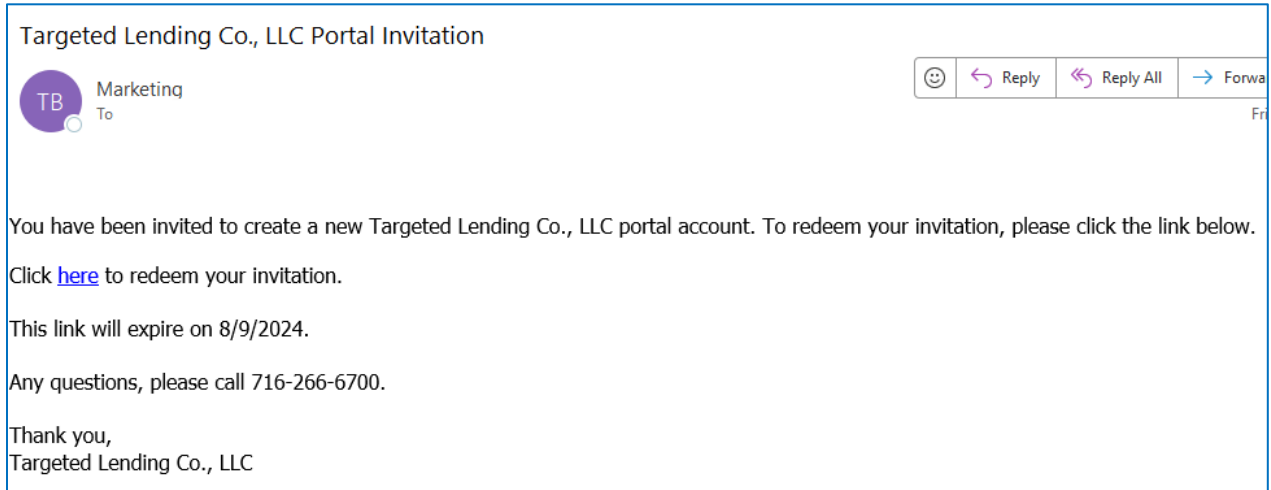 Targeted Lending Co., LLC Portal Invitation
TB
Marketing
To
Reply
Reply All
You have been invited to create a new Targeted Lending Co., LLC portal account. To redeem your invitation, please click the link below.
Click here to redeem your invitation.
This link will expire on 8/9/2024.
Any questions, please call 716-266-6700.
Thank you,
Targeted Lending Co., LLC